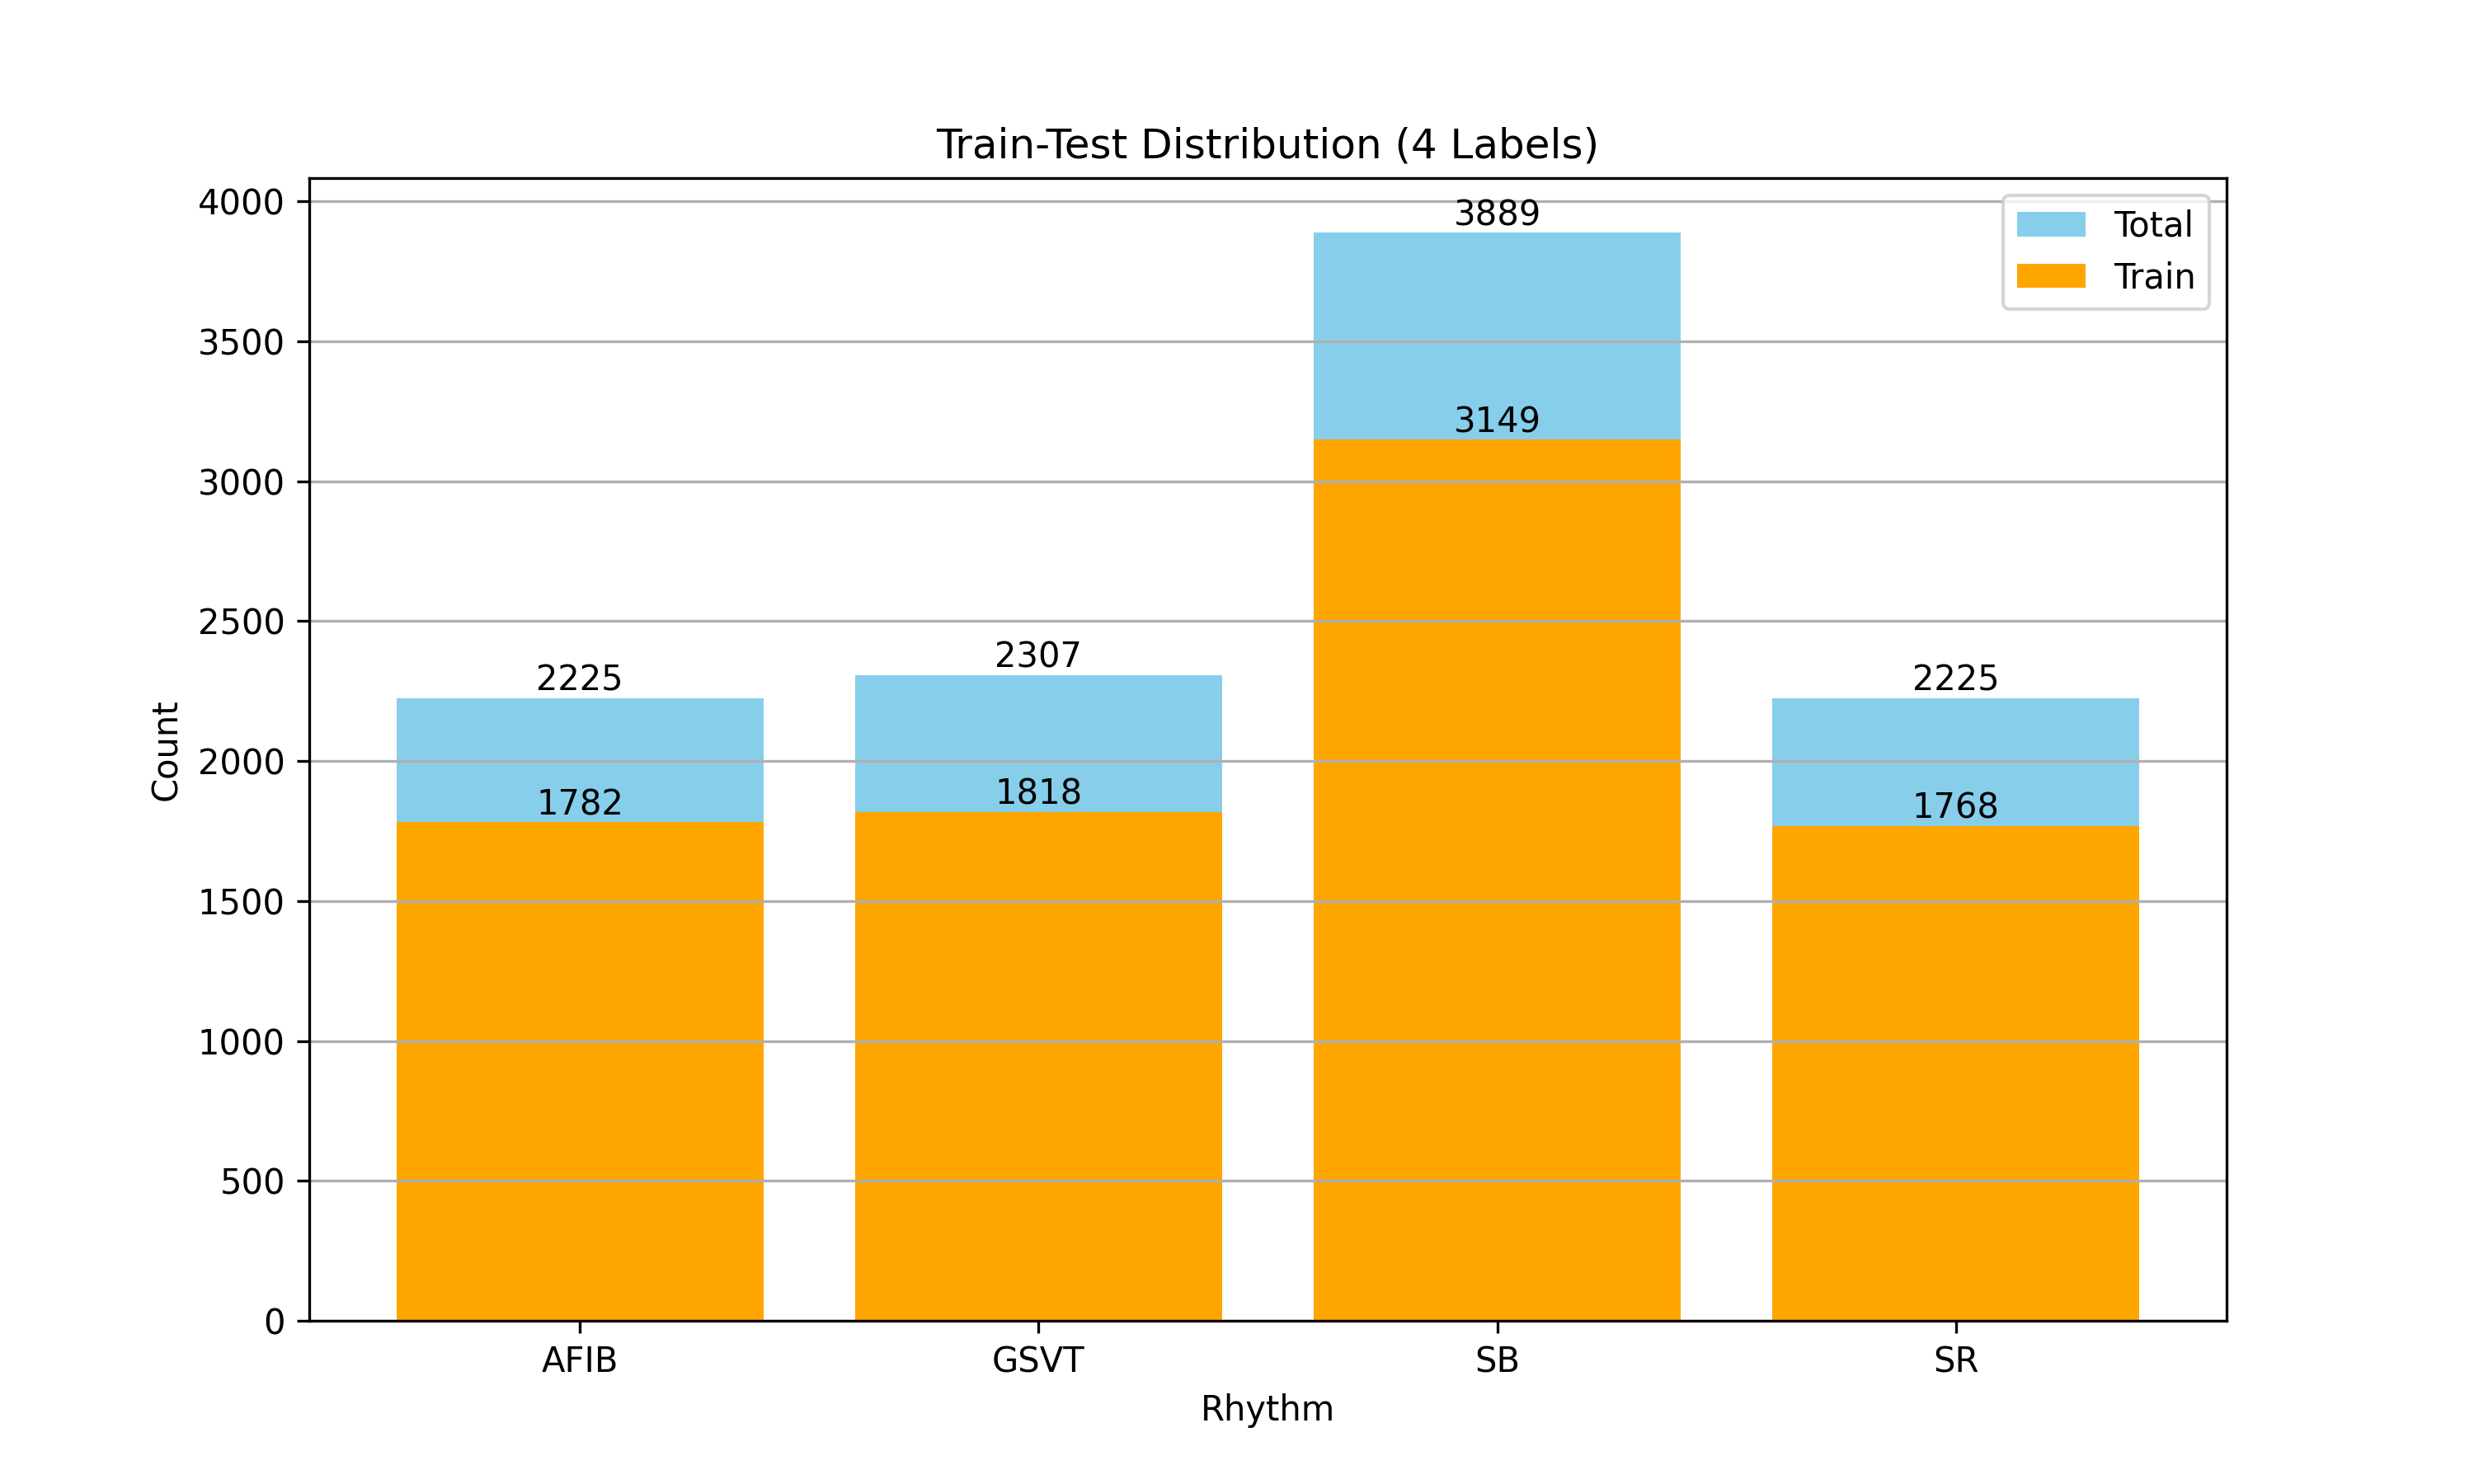 Train-Test Distribution (4 Labels)
Total
Train
4000
3500
3000
2500
2000
1500
1000
500
0
Count
2225
1782
2307
1818
3889
3149
2225
1768
AFIB
GSVT
SB
SR
Rhythm